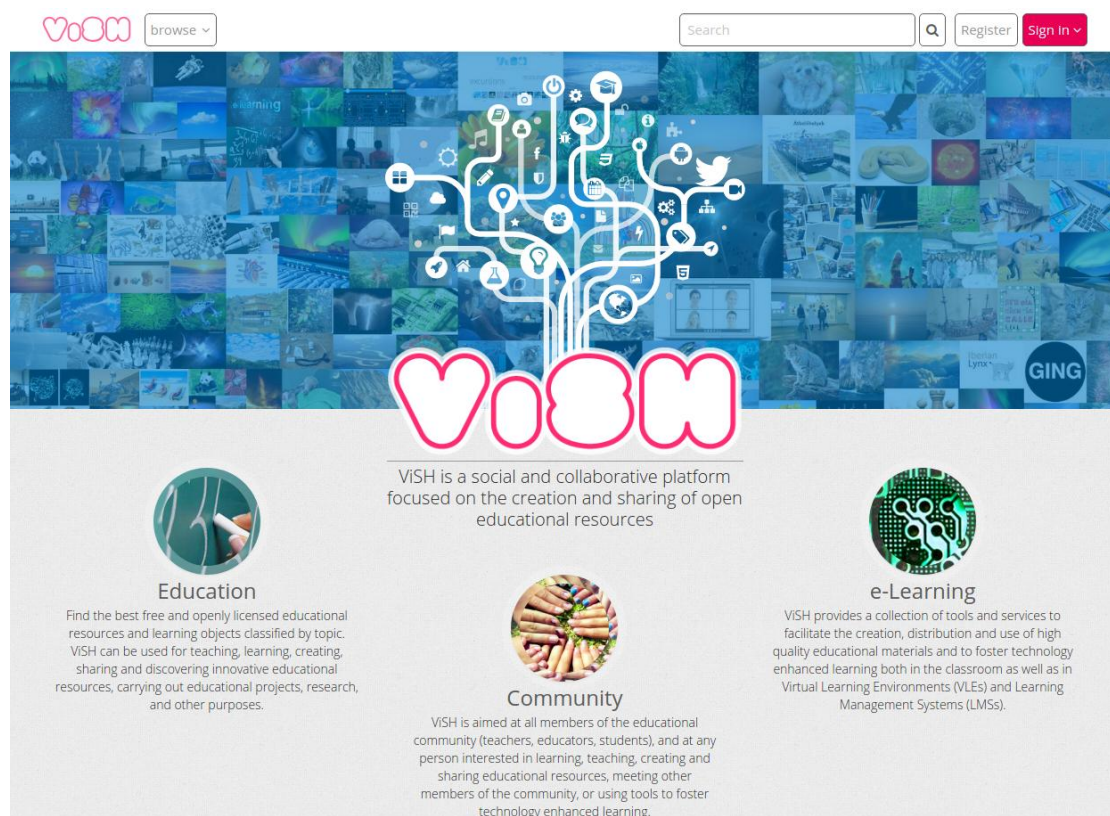 ViSH
browse
Search
Register
Sign in
e-learning
Iberian
Lynx
GING
ViSH
ViSH is a social and collaborative platform
focused on the creation and sharing of open
educational resources
Education
Find the best free and openly licensed educational
resources and learning objects classified by topic.
ViSH can be used for teaching, learning, creating,
sharing and discovering innovative educational
resources, carrying out educational projects, research,
and other purposes.
Community
ViSH is aimed at all members of the educational
community (teachers, educators, students), and at any
person interested in learning, teaching, creating and
sharing educational resources, meeting other
members of the community, or using tools to foster
technology enhanced learning.
e-Learning
ViSH provides a collection of tools and services to
facilitate the creation, distribution and use of high
quality educational materials and to foster technology
enhanced learning both in the classroom as well as in
Virtual Learning Environments (VLEs) and Learning
Management Systems (LMSs).